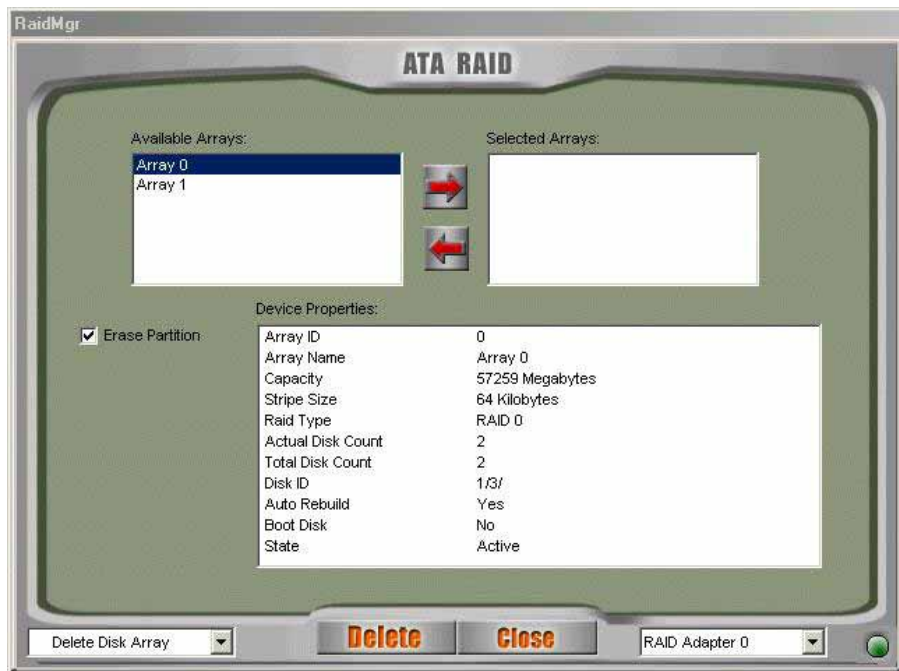 RaidMgr
ATA RAID
Available Arrays:
Selected Arrays:
Array 0
Array 1
Device Properties:
Erase Partition
Array ID 0
Array Name Array 0
Capacity 57259 Megabytes
Stripe Size 64 Kilobytes
Raid Type RAID 0
Actual Disk Count 2
Total Disk Count 2
Disk ID 1/3/
Auto Rebuild Yes
Boot Disk No
State Active
Delete Disk Array
Delete
Close
RAID Adapter 0